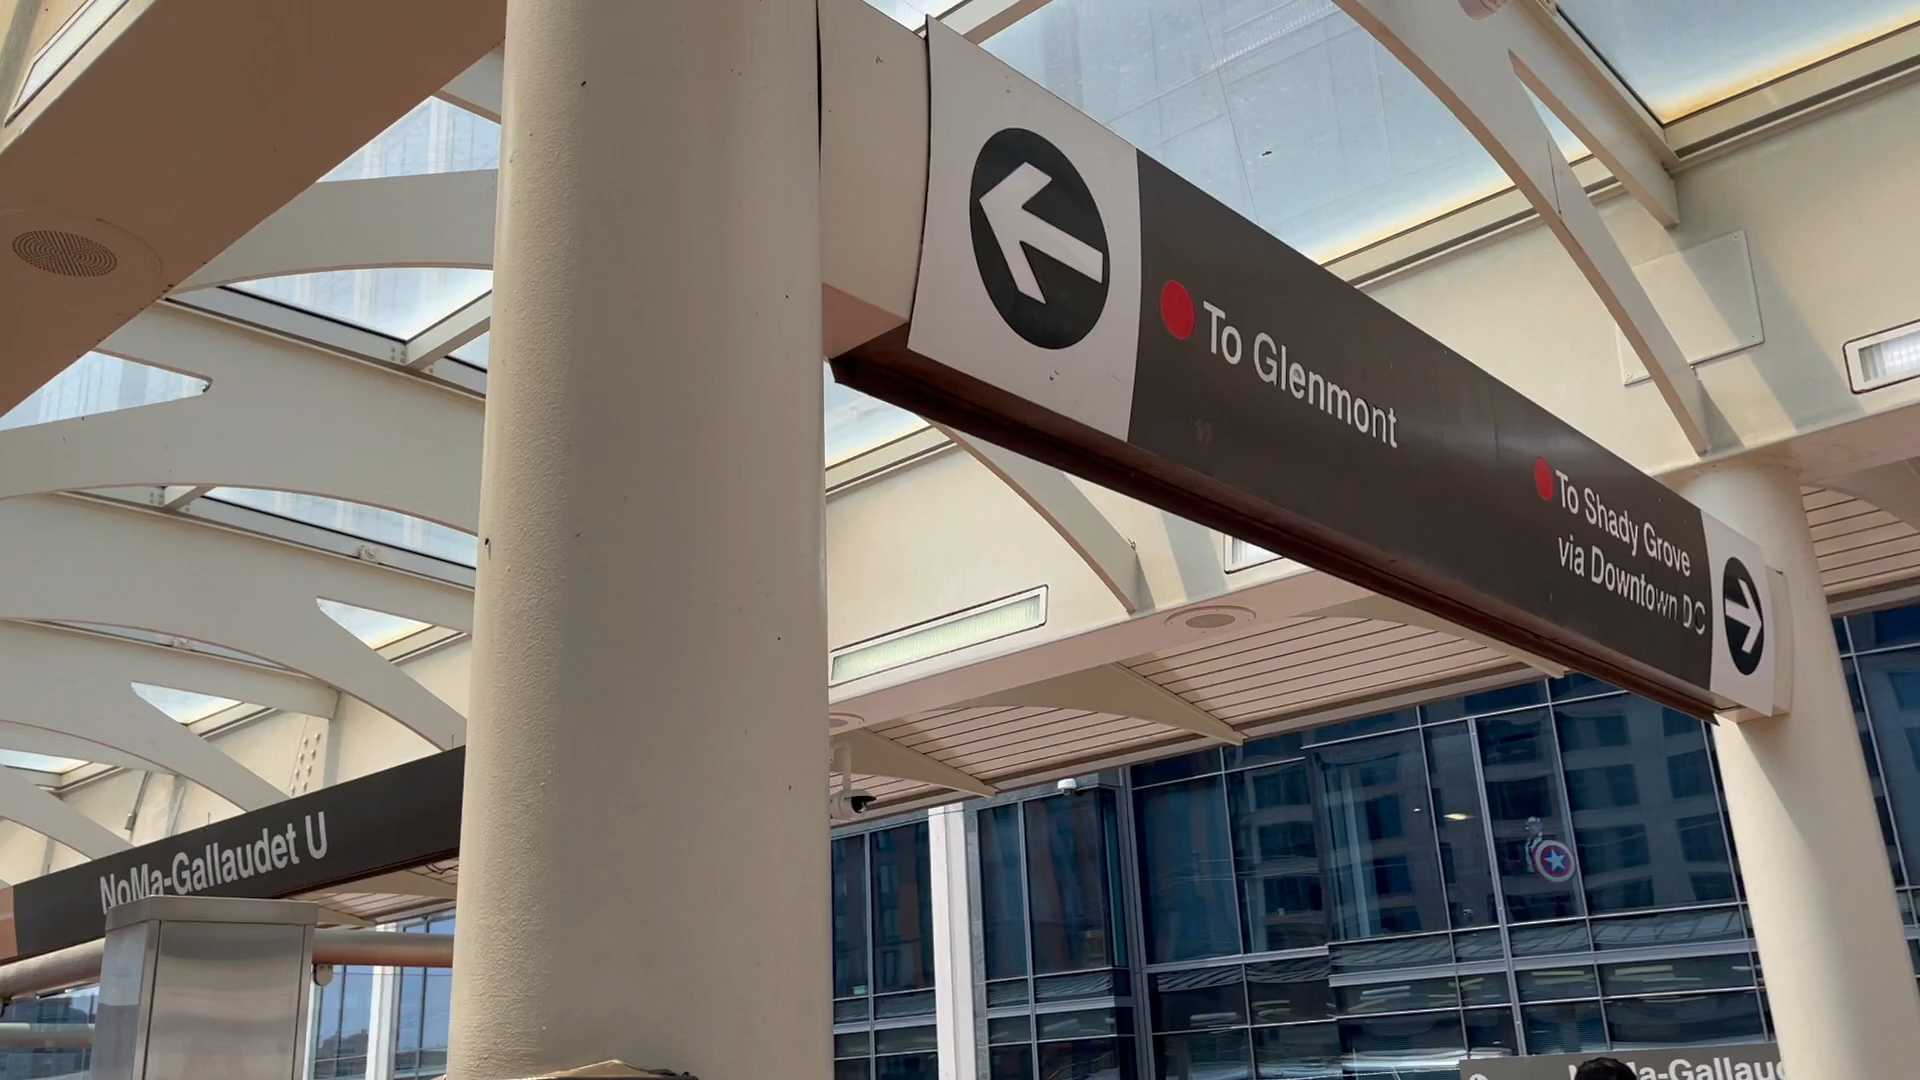 To Glenmont
To Shady Grove
via Downtown DC
NoMa-Gallaudet U